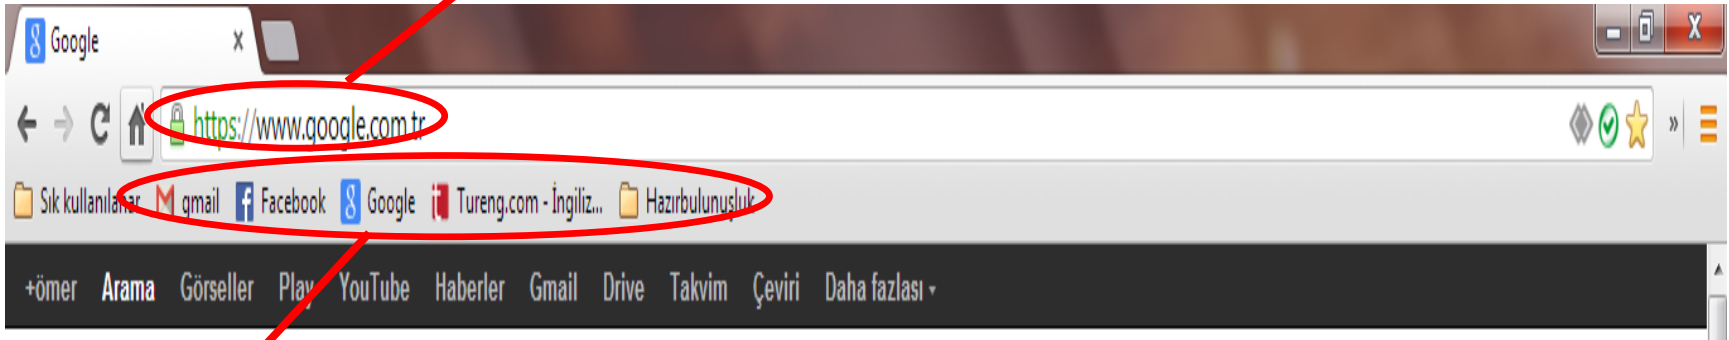 Google
https://www.google.com.tr
Sık kullanılanlar gmail Facebook Google Tureng.com - İngiliz... Hazırbulunuşluk
+ömer Arama Görseller Play YouTube Haberler Gmail Drive Takvim Çeviri Daha fazlası